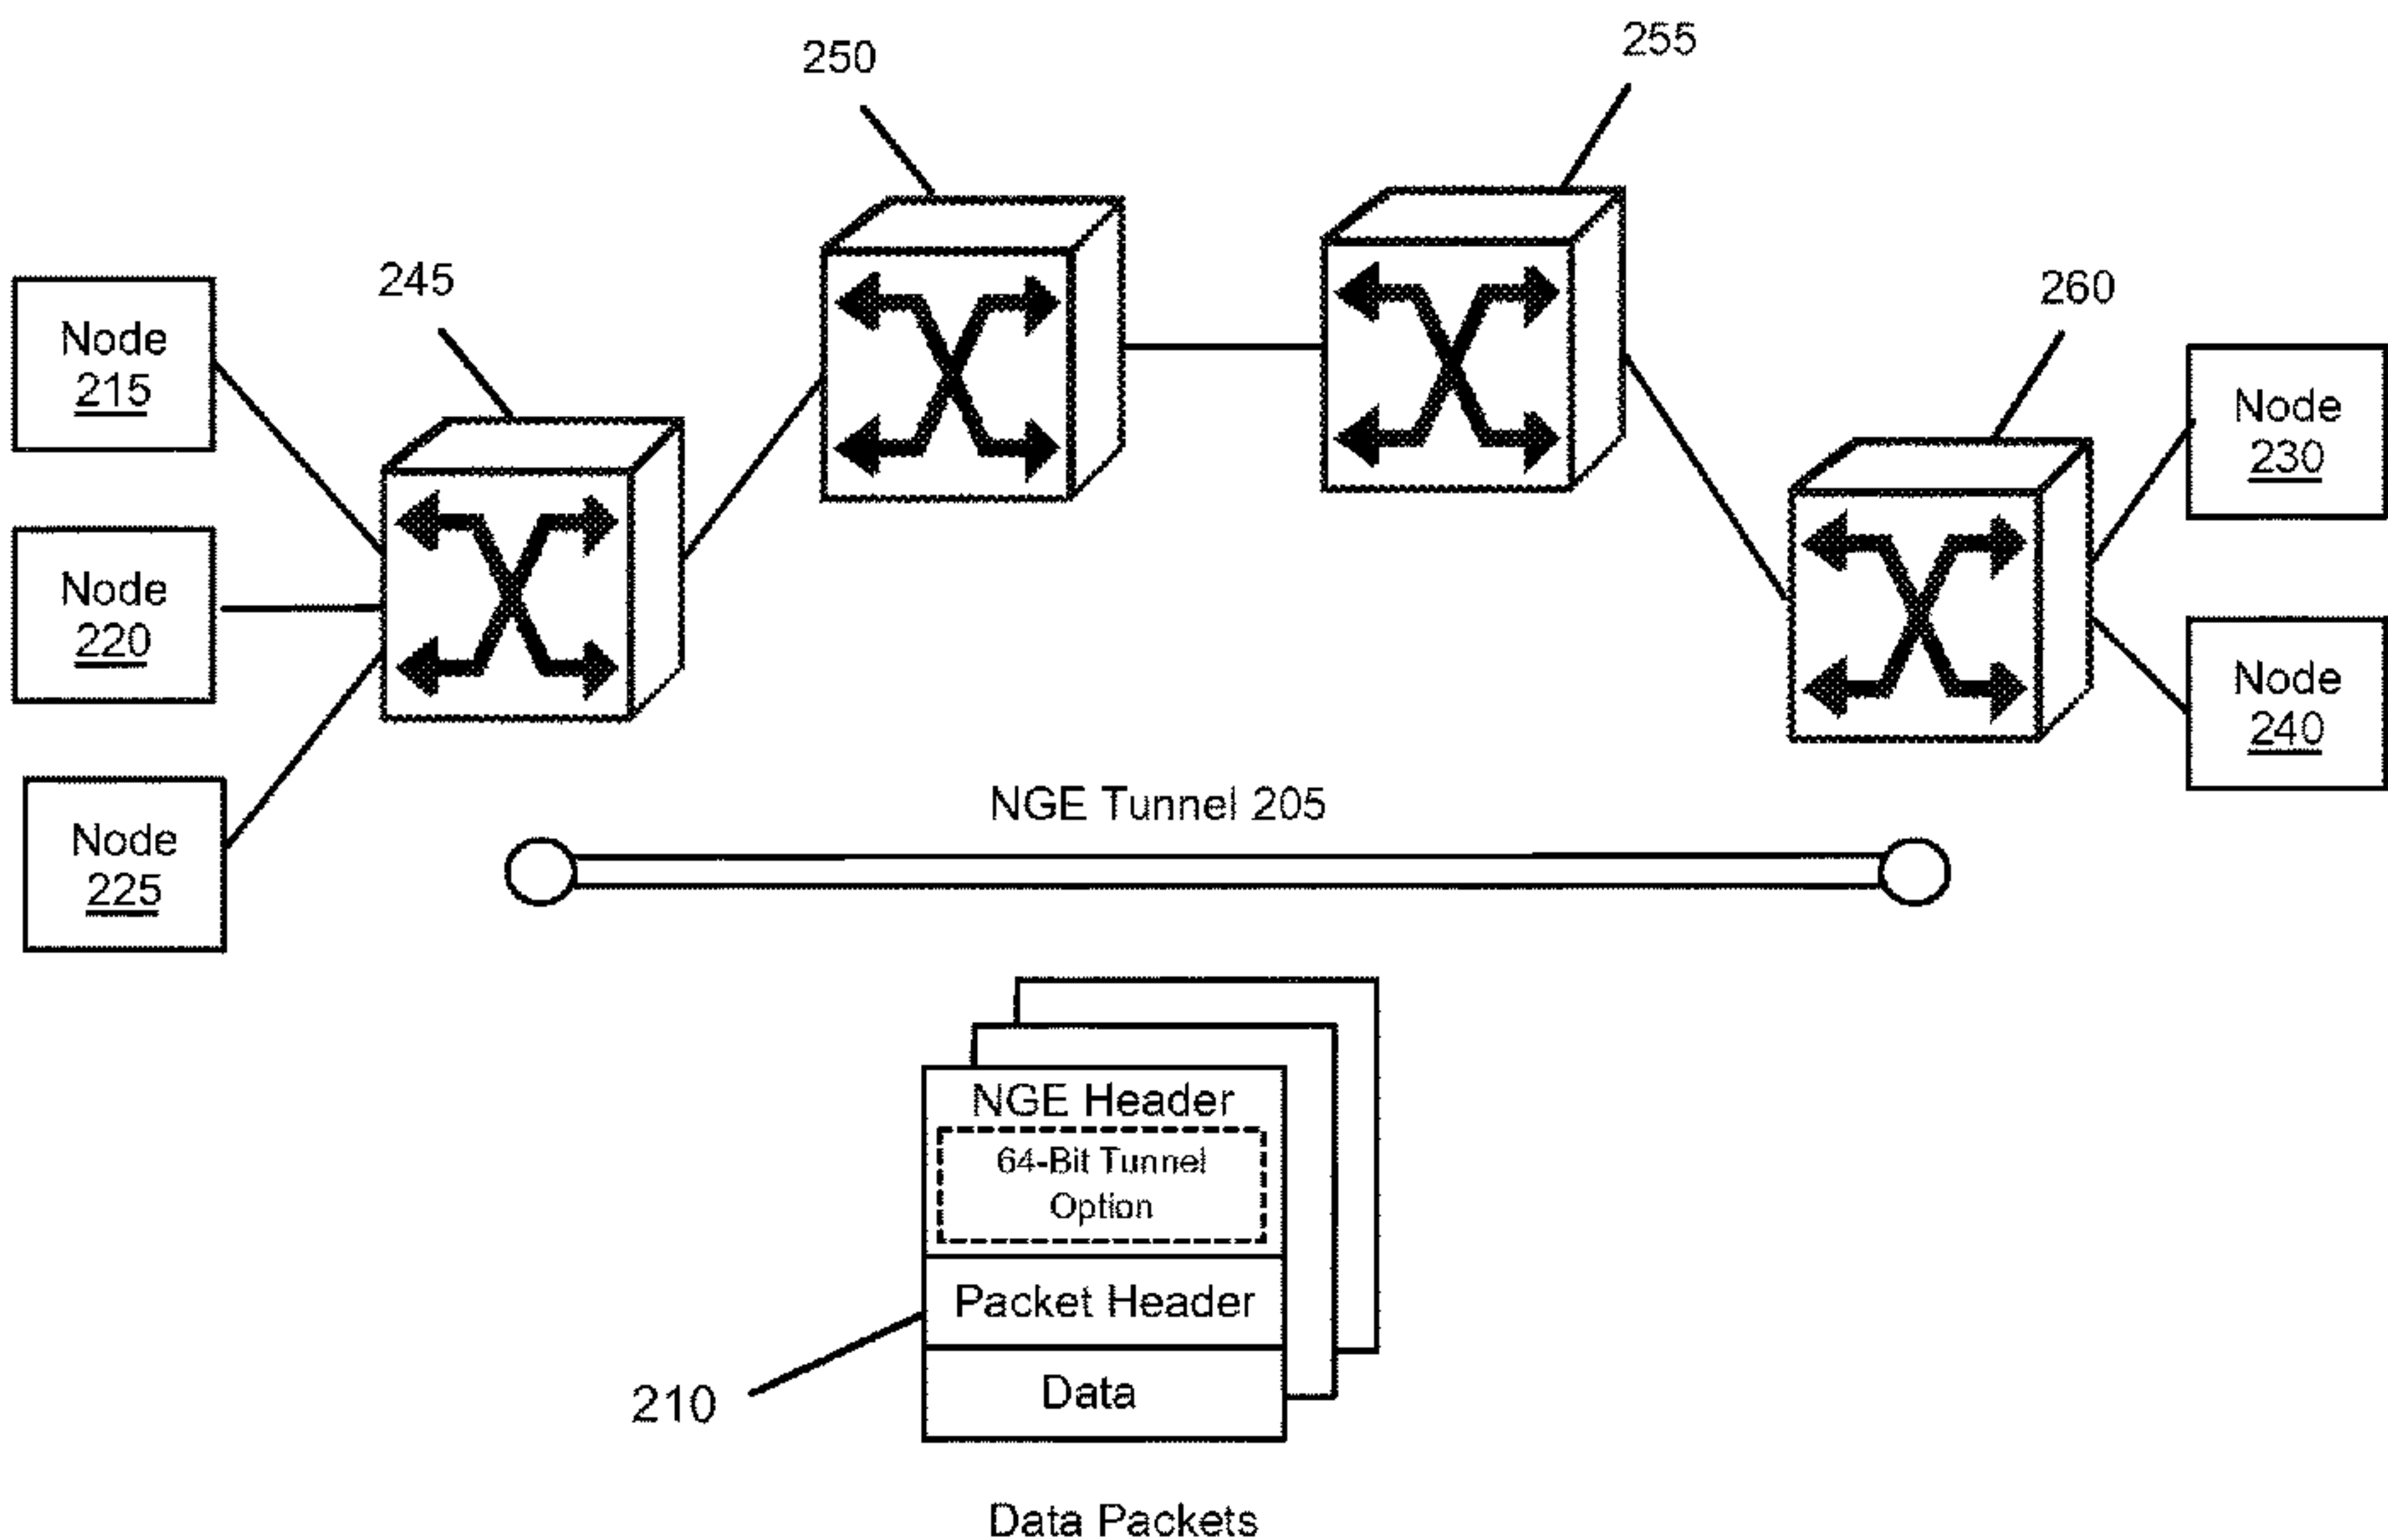 250
255
245
260
Node
215
Node
230
Node
220
Node
240
NGE Tunnel 205
Node
225
NGE Header
64-Bit Tunnel
Option
Packet Header
Data
210
Data Packets